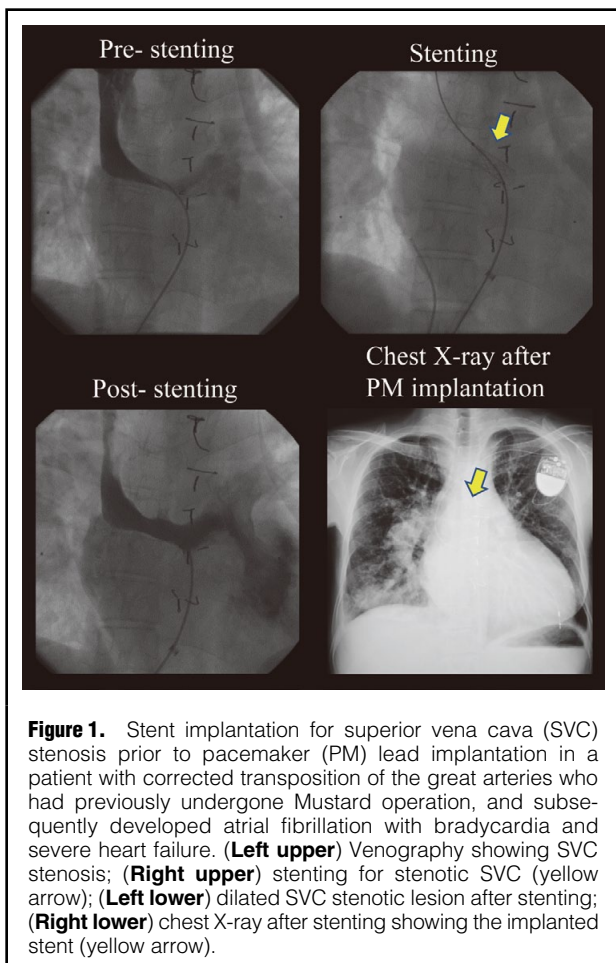 Pre- stenting
Stenting
Post- stenting
Chest X-ray after
PM implantation
Figure 1. Stent implantation for superior vena cava (SVC)
stenosis prior to pacemaker (PM) lead implantation in a
patient with corrected transposition of the great arteries who
had previously undergone Mustard operation, and subse-
quently developed atrial fibrillation with bradycardia and
severe heart failure. (Left upper) Venography showing SVC
stenosis; (Right upper) stenting for stenotic SVC (yellow
arrow); (Left lower) dilated SVC stenotic lesion after stenting;
(Right lower) chest X-ray after stenting showing the implanted
stent (yellow arrow).